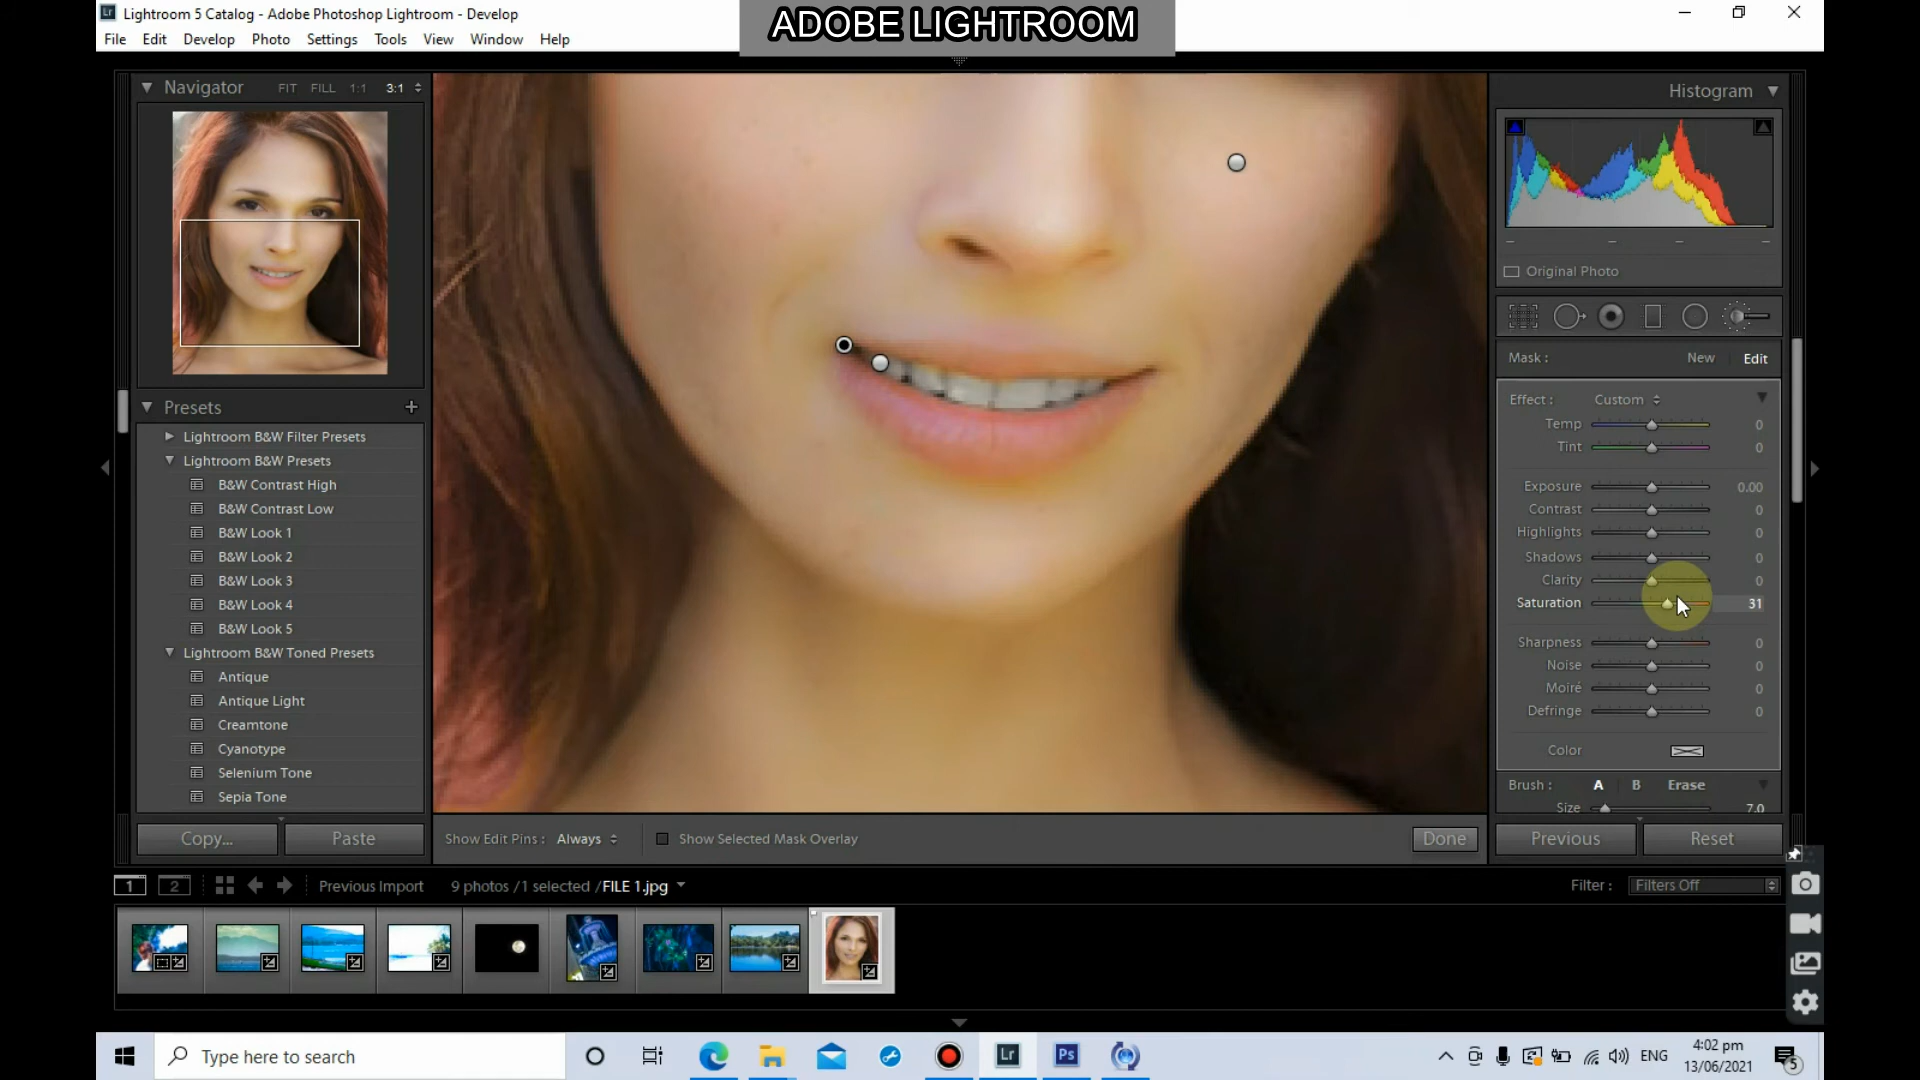 Lightroom 5 Catalog - Adobe Photoshop Lightroom - Develop
ADOBE LIGHTROOM
File Edit Develop Photo Settings Tools View Window Help
Navigator FIT FILL 1:1 3:1
Presets +
Lightroom B&W Filter Presets
Lightroom B&W Presets
B&W Contrast High
B&W Contrast Low
B&W Look 1
B&W Look 2
B&W Look 3
B&W Look 4
B&W Look 5
Lightroom B&W Toned Presets
Antique
Antique Light
Creamtone
Cyanotype
Selenium Tone
Sepia Tone
Copy... Paste
Show Edit Pins : Always Show Selected Mask Overlay Done
Histogram
Original Photo
Mask : New Edit
Effect : Custom
Temp 0
Tint 0
Exposure 0.00
Contrast 0
Highlights 0
Shadows 0
Clarity 0
Saturation 31
Sharpness 0
Noise 0
Moiré 0
Defringe 0
Color
Brush : A B Erase
Size 7.0
Previous Reset
1 2 Previous Import 9 photos / 1 selected / FILE 1.jpg Filter : Filters Off
Type here to search
Lr Ps
ENG
4:02 pm
13/06/2021
5